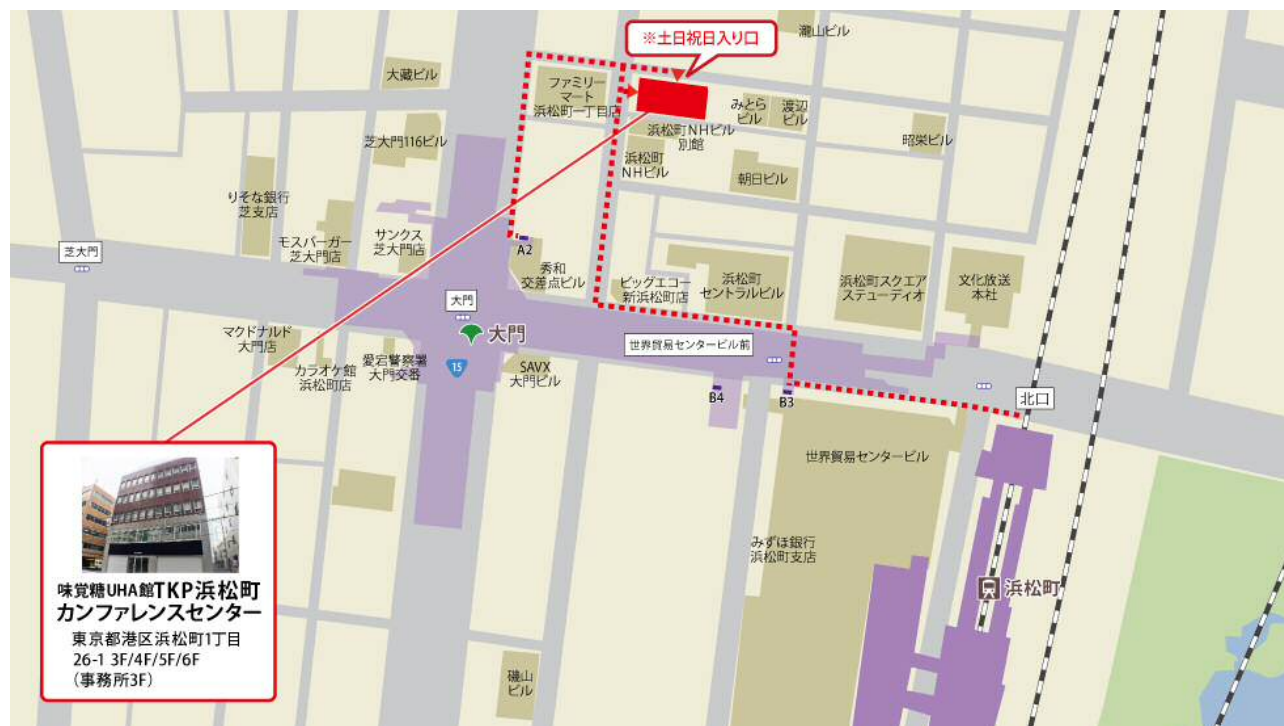 ※土日祝日入り口
瀧山ビル
大蔵ビル
ファミリー
マート
浜松町一丁目店
みとら
ビル
渡辺
ビル
浜松町NHビル
別館
昭栄ビル
芝大門116ビル
浜松町
NHビル
朝日ビル
りそな銀行
芝支店
モスバーガー
芝大門店
サンクス
芝大門店
A2
芝大門
秀和
交差点ビル
ビッグエコー
新浜松町店
浜松町
セントラルビル
浜松町スクエア
ステューディオ
文化放送
本社
大門
大門
マクドナルド
大門店
カラオケ館
浜松町店
愛宕警察署
大門交番
15
SAVX
大門ビル
世界貿易センタービル前
B4
B3
北口
世界貿易センタービル
みずほ銀行
浜松町支店
浜松町
磯山
ビル
味覚糖UHA館TKP浜松町
カンファレンスセンター
東京都港区浜松町1丁目
26-1 3F/4F/5F/6F
(事務所3F)